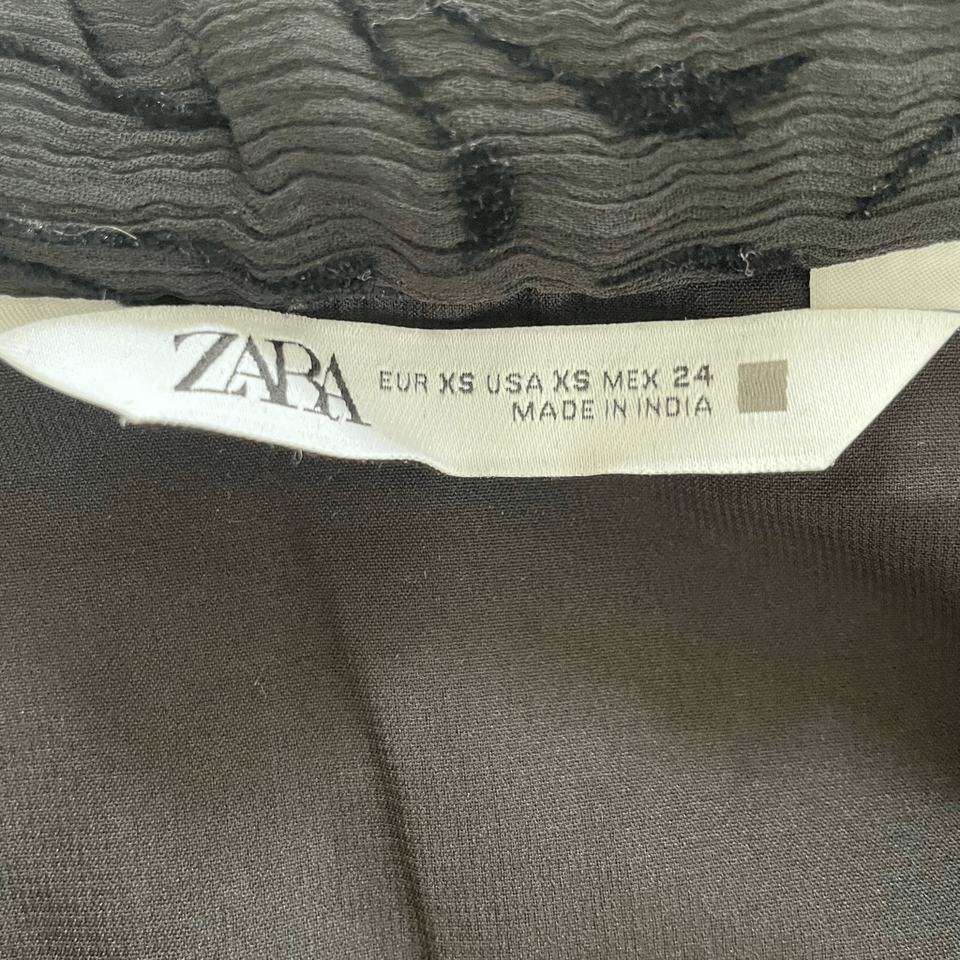 ZARA
EUR XS USA XS MEX 24
MADE IN INDIA